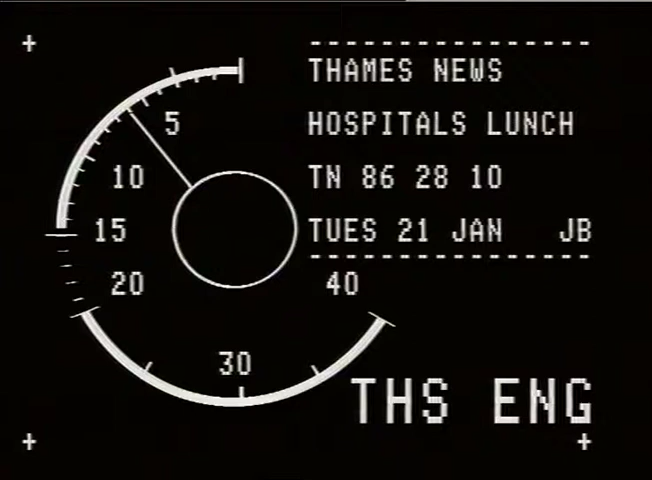 THAMES NEWS
HOSPITALS LUNCH
TN 86 28 10
TUES 21 JAN JB
5
10
15
20
30
40
THS ENG